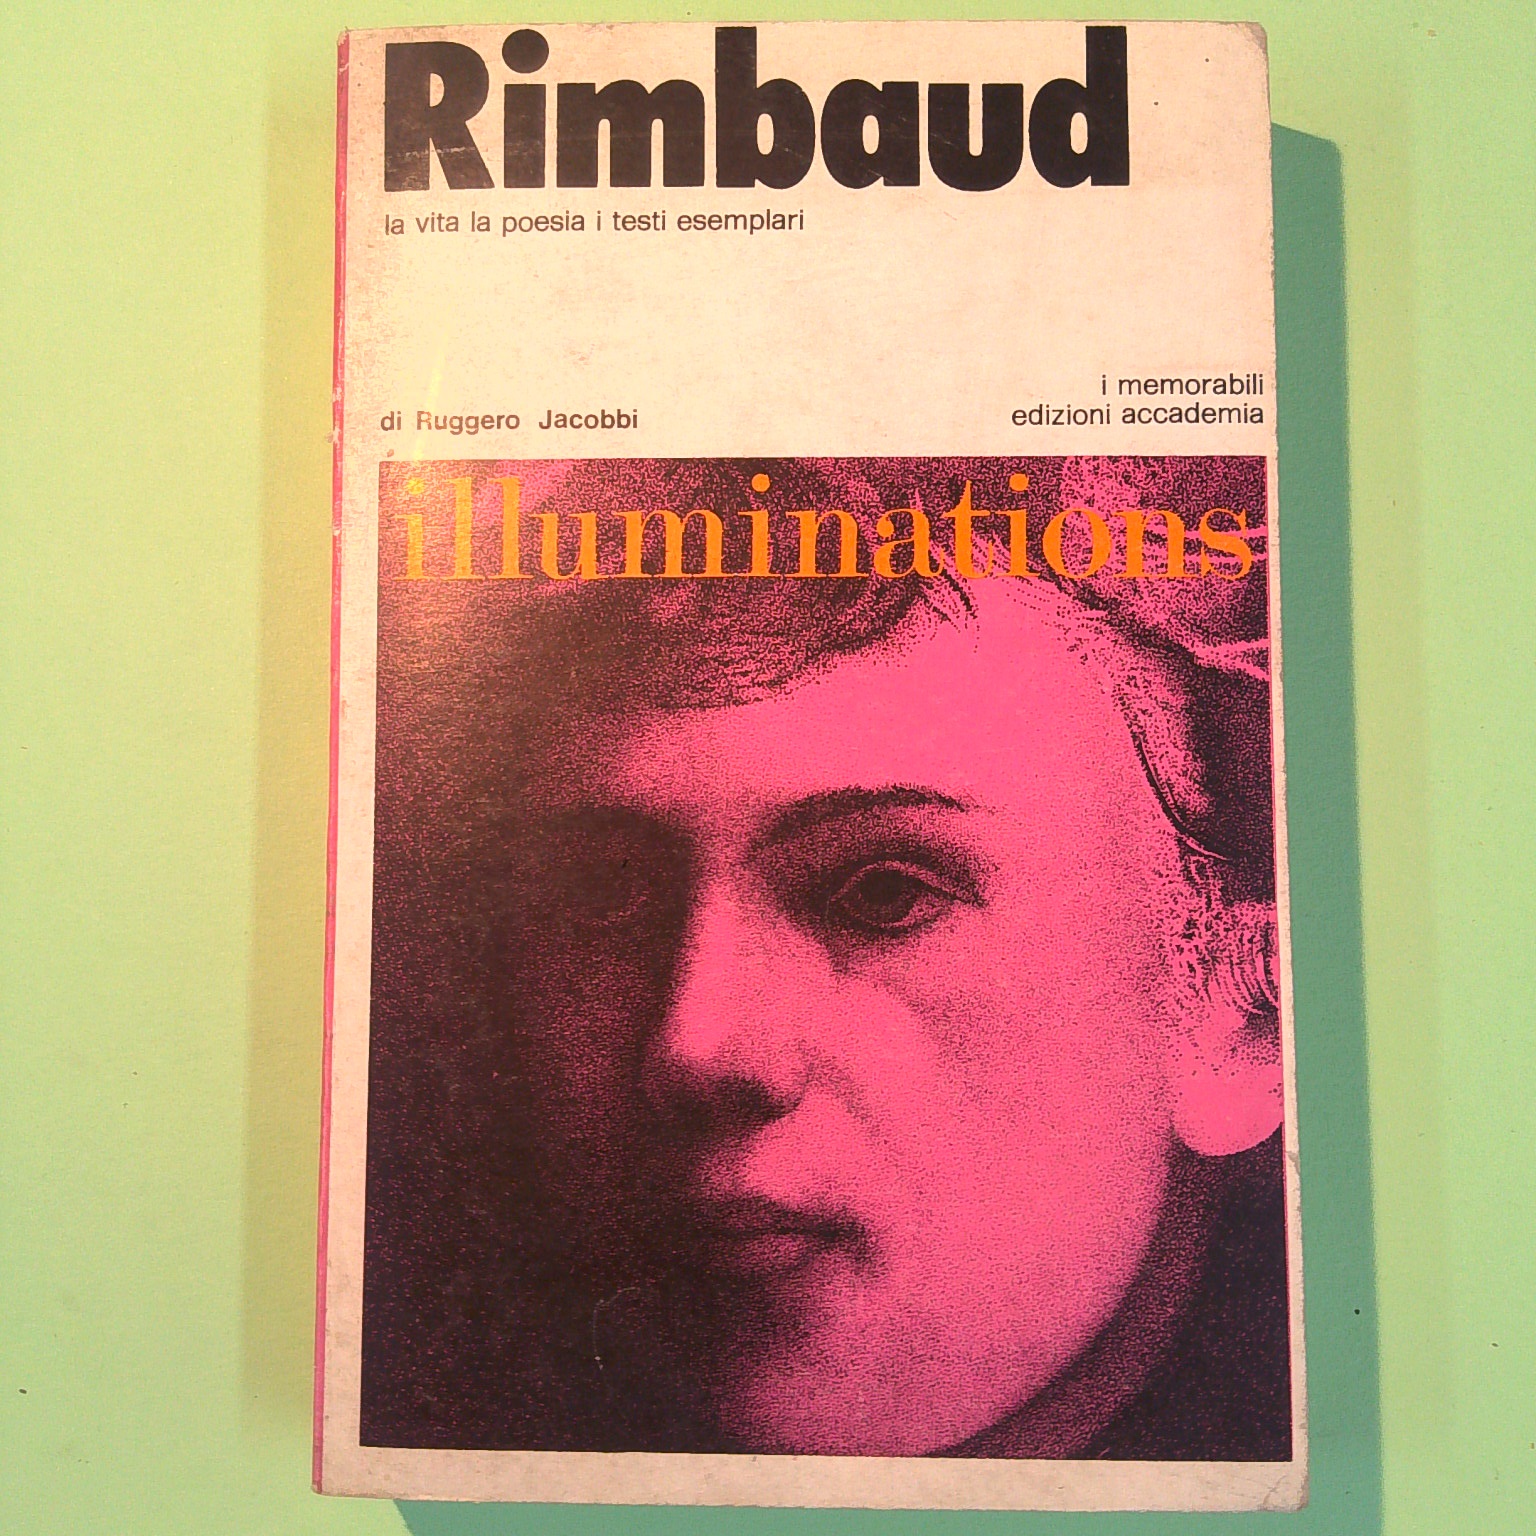 Rimbaud
la vita la poesia i testi esemplari
i memorabili
di Ruggero Jacobbi
edizioni accademia
illuminations